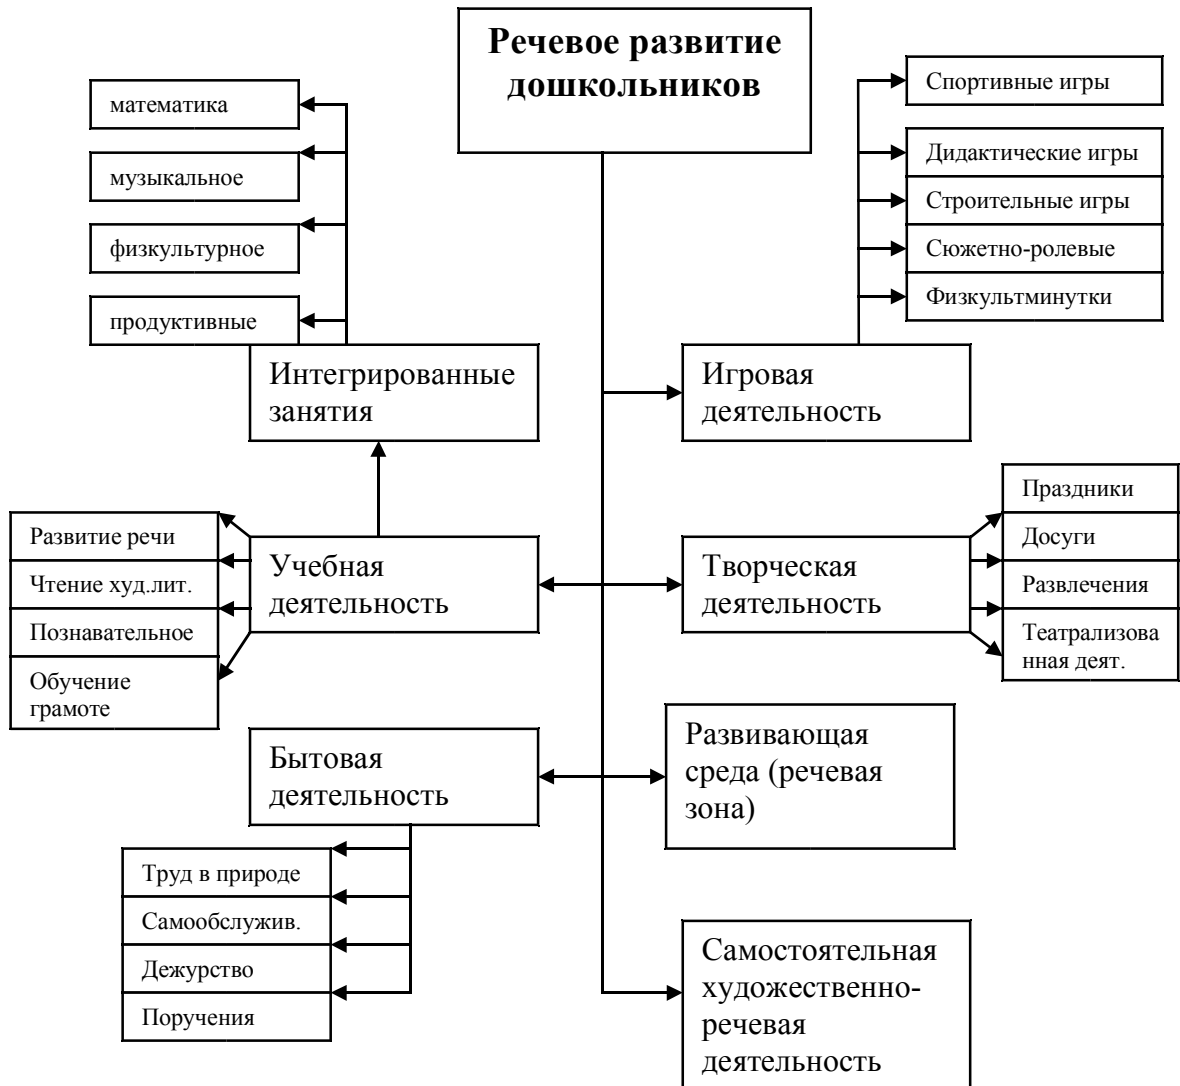 Речевое развитие
дошкольников
математика
музыкальное
физкультурное
продуктивные
Интегрированные
занятия
Спортивные игры
Дидактические игры
Строительные игры
Сюжетно-ролевые
Физкультминутки
Игровая
деятельность
Развитие речи
Чтение худ.лит.
Познавательное
Обучение
грамоте
Учебная
деятельность
Творческая
деятельность
Праздники
Досуги
Развлечения
Театрализова
нная деят.
Бытовая
деятельность
Развивающая
среда (речевая
зона)
Труд в природе
Самообслужив.
Дежурство
Поручения
Самостоятельная
художественно-
речевая
деятельность